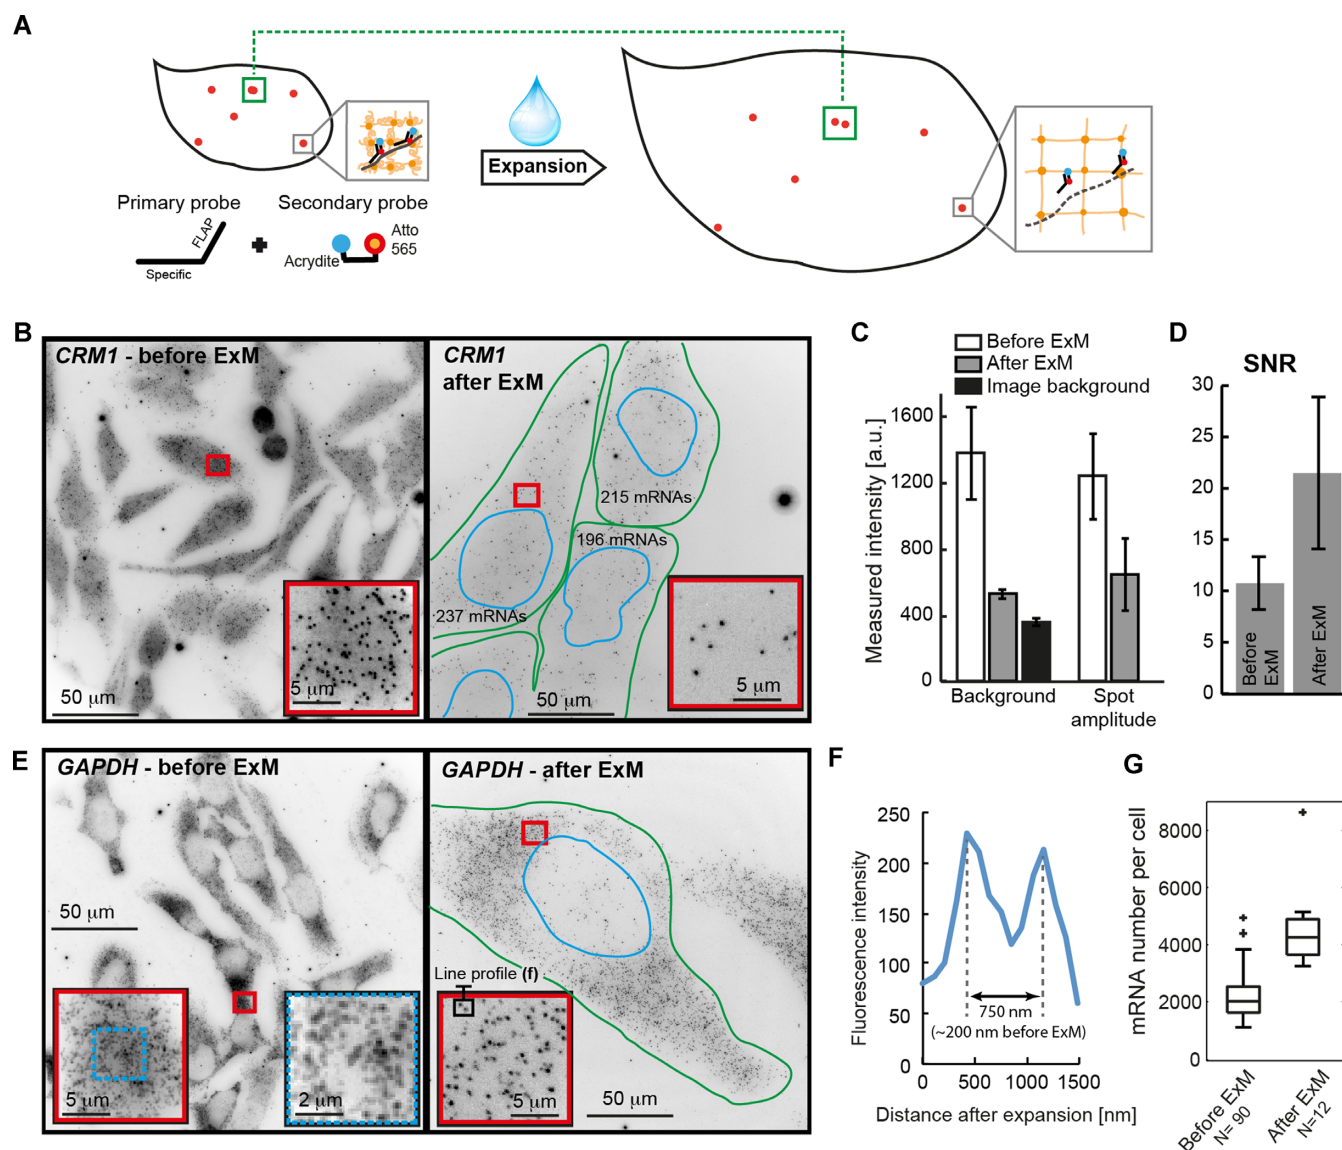 A
Expansion
Primary probe
Secondary probe
FLAP
Specific
Acrydite
Atto
565
B
CRM1 - before ExM
50 µm
5 µm
CRM1
after ExM
215 mRNAs
196 mRNAs
237 mRNAs
50 µm
5 µm
C
Before ExM
After ExM
Image background
Measured intensity [a.u.]
1600
1200
800
400
0
Background
Spot
amplitude
D
SNR
30
25
20
15
10
5
0
Before
ExM
After ExM
E
GAPDH - before ExM
50 µm
5 µm
2 µm
GAPDH - after ExM
Line profile (f)
5 µm
50 µm
F
Fluorescence intensity
250
200
150
100
50
0
750 nm
(~200 nm before ExM)
0 500 1000 1500
Distance after expansion [nm]
G
mRNA number per cell
8000
6000
4000
2000
0
Before ExM
N= 90
After ExM
N=12